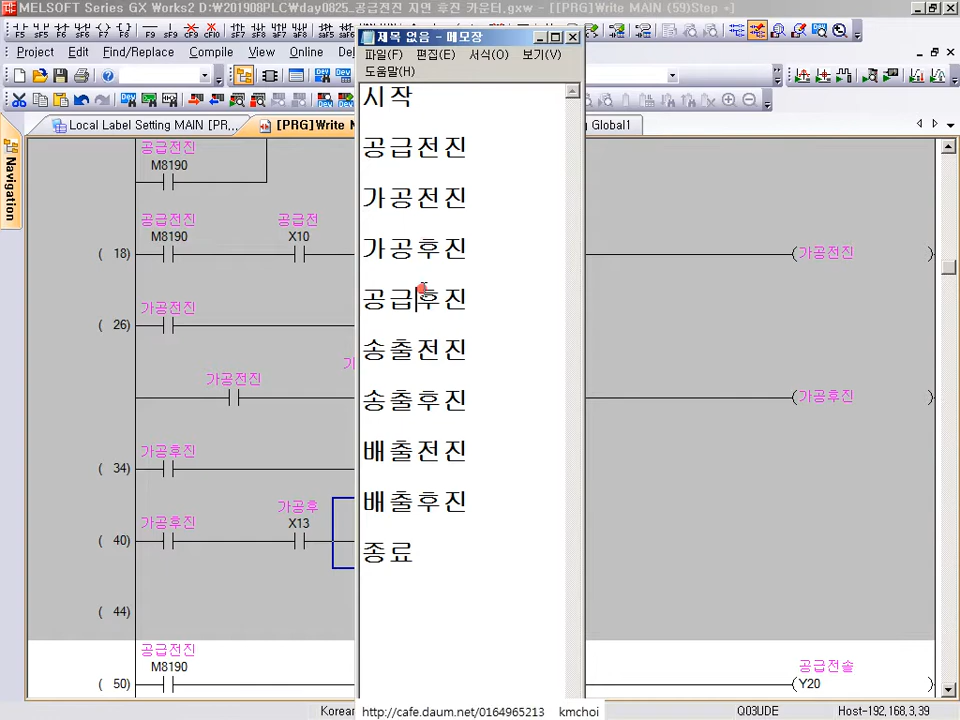 MELSOFT Series GX Works2 D:₩201908PLC₩day0825_공급전진 지연 후진 카운터.gxw - [[PRG]Write MAIN (59)Step *]
제목 없음 - 메모장
Project Edit Find/Replace Compile View Online
파일(F) 편집(E) 서식(O) 보기(V)
도움말(H)
Local Label Setting MAIN [PR,... [PRG]Write M Global1
Navigation
시작
공급전진
가공전진
가공후진
공급후진
송출전진
송출후진
배출전진
배출후진
종료
공급전진
M8190
공급전진 공급전
M8190 X10
( 18) 가공전진
가공전진
( 26)
가공전진
가공후진
가공후진
( 34)
가공후진 가공후
X13
( 40)
( 44)
공급전진 공급전솔
M8190
( 50) Y20
Korean
http://cafe.daum.net/0164965213 kmchoi
Q03UDE Host-192,168,3,39